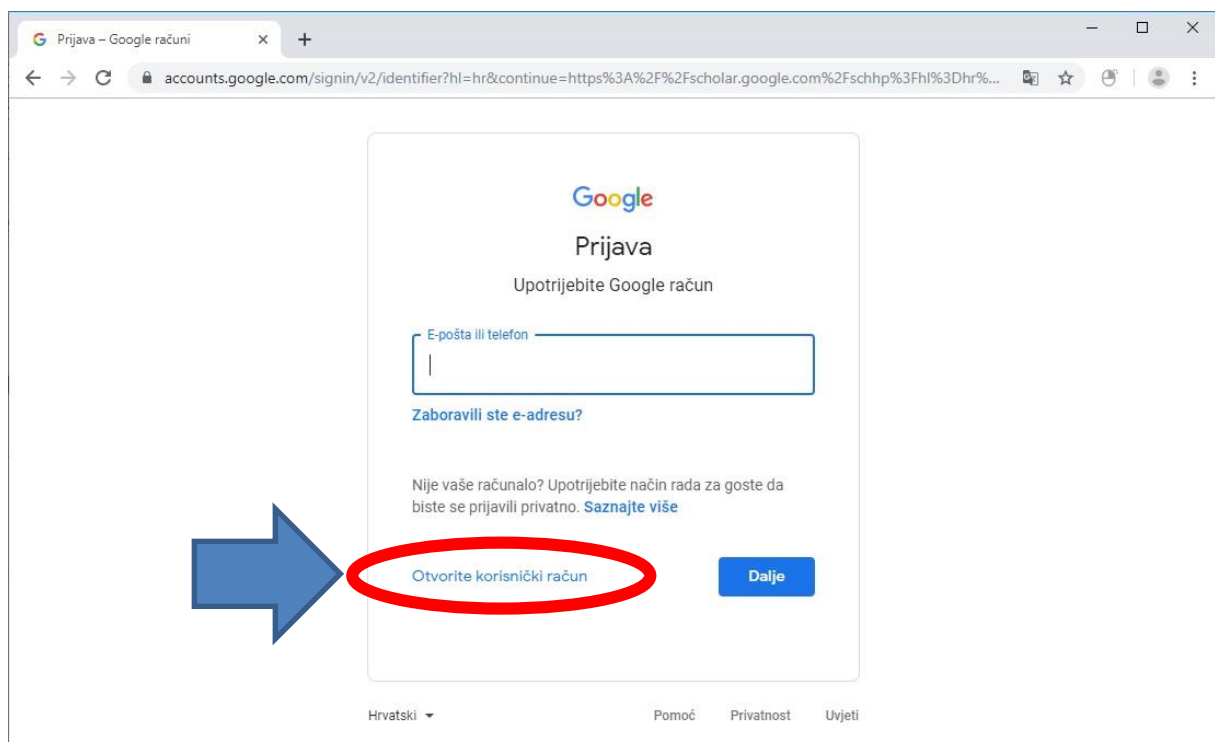 Prijava – Google računi
accounts.google.com/signin/v2/identifier?hl=hr&continue=https%3A%2F%2Fscholar.google.com%2Fschhp%3Fhl%3Dhr%...
Google
Prijava
Upotrijebite Google račun
E-pošta ili telefon
Zaboravili ste e-adresu?
Nije vaše računalo? Upotrijebite način rada za goste da
biste se prijavili privatno. Saznajte više
Otvorite korisnički račun Dalje
Hrvatski Pomoć Privatnost Uvjeti